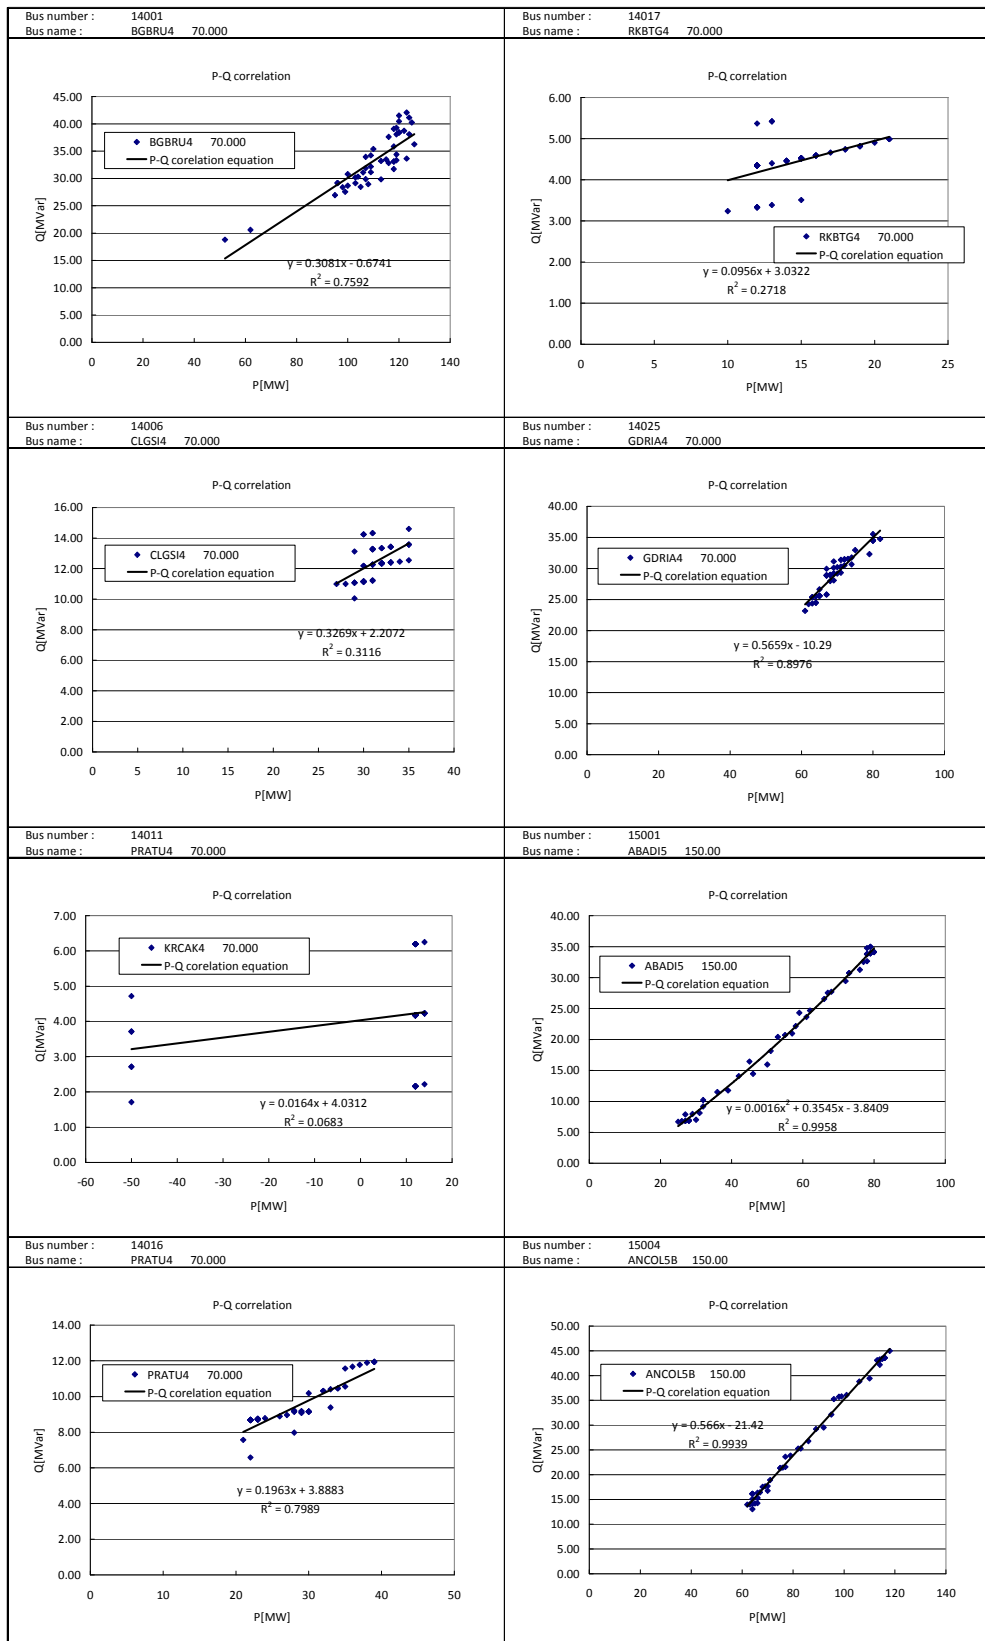 Bus number : 14001
Bus name : BGBRU4 70.000
P-Q correlation
45.00
40.00
35.00
30.00
25.00
20.00
15.00
10.00
5.00
0.00
Q[MVar]
BGBRU4 70.000
P-Q corelation equation
y = 0.3081x - 0.6741
R2 = 0.7592
0 20 40 60 80 100 120 140
P[MW]
Bus number : 14017
Bus name : RKBTG4 70.000
P-Q correlation
6.00
5.00
4.00
3.00
2.00
1.00
0.00
Q[MVar]
RKBTG4 70.000
P-Q corelation equation
y = 0.0956x + 3.0322
R2 = 0.2718
0 5 10 15 20 25
P[MW]
Bus number : 14006
Bus name : CLGSI4 70.000
P-Q correlation
16.00
14.00
12.00
10.00
8.00
6.00
4.00
2.00
0.00
Q[MVar]
CLGSI4 70.000
P-Q corelation equation
y = 0.3269x + 2.2072
R2 = 0.3116
0 5 10 15 20 25 30 35 40
P[MW]
Bus number : 14025
Bus name : GDRIA4 70.000
P-Q correlation
40.00
35.00
30.00
25.00
20.00
15.00
10.00
5.00
0.00
Q[MVar]
GDRIA4 70.000
P-Q corelation equation
y = 0.5659x - 10.29
R2 = 0.8976
0 20 40 60 80 100
P[MW]
Bus number : 14011
Bus name : PRATU4 70.000
P-Q correlation
7.00
6.00
5.00
4.00
3.00
2.00
1.00
0.00
Q[MVar]
KRCAK4 70.000
P-Q corelation equation
y = 0.0164x + 4.0312
R2 = 0.0683
-60 -50 -40 -30 -20 -10 0 10 20
P[MW]
Bus number : 15001
Bus name : ABADI5 150.00
P-Q correlation
40.00
35.00
30.00
25.00
20.00
15.00
10.00
5.00
0.00
Q[MVar]
ABADI5 150.00
P-Q corelation equation
y = 0.0016x2 + 0.3545x - 3.8409
R2 = 0.9958
0 20 40 60 80 100
P[MW]
Bus number : 14016
Bus name : PRATU4 70.000
P-Q correlation
14.00
12.00
10.00
8.00
6.00
4.00
2.00
0.00
Q[MVar]
PRATU4 70.000
P-Q corelation equation
y = 0.1963x + 3.8883
R2 = 0.7989
0 10 20 30 40 50
P[MW]
Bus number : 15004
Bus name : ANCOL5B 150.00
P-Q correlation
50.00
45.00
40.00
35.00
30.00
25.00
20.00
15.00
10.00
5.00
0.00
Q[MVar]
ANCOL5B 150.00
P-Q corelation equation
y = 0.566x - 21.42
R2 = 0.9939
0 20 40 60 80 100 120 140
P[MW]